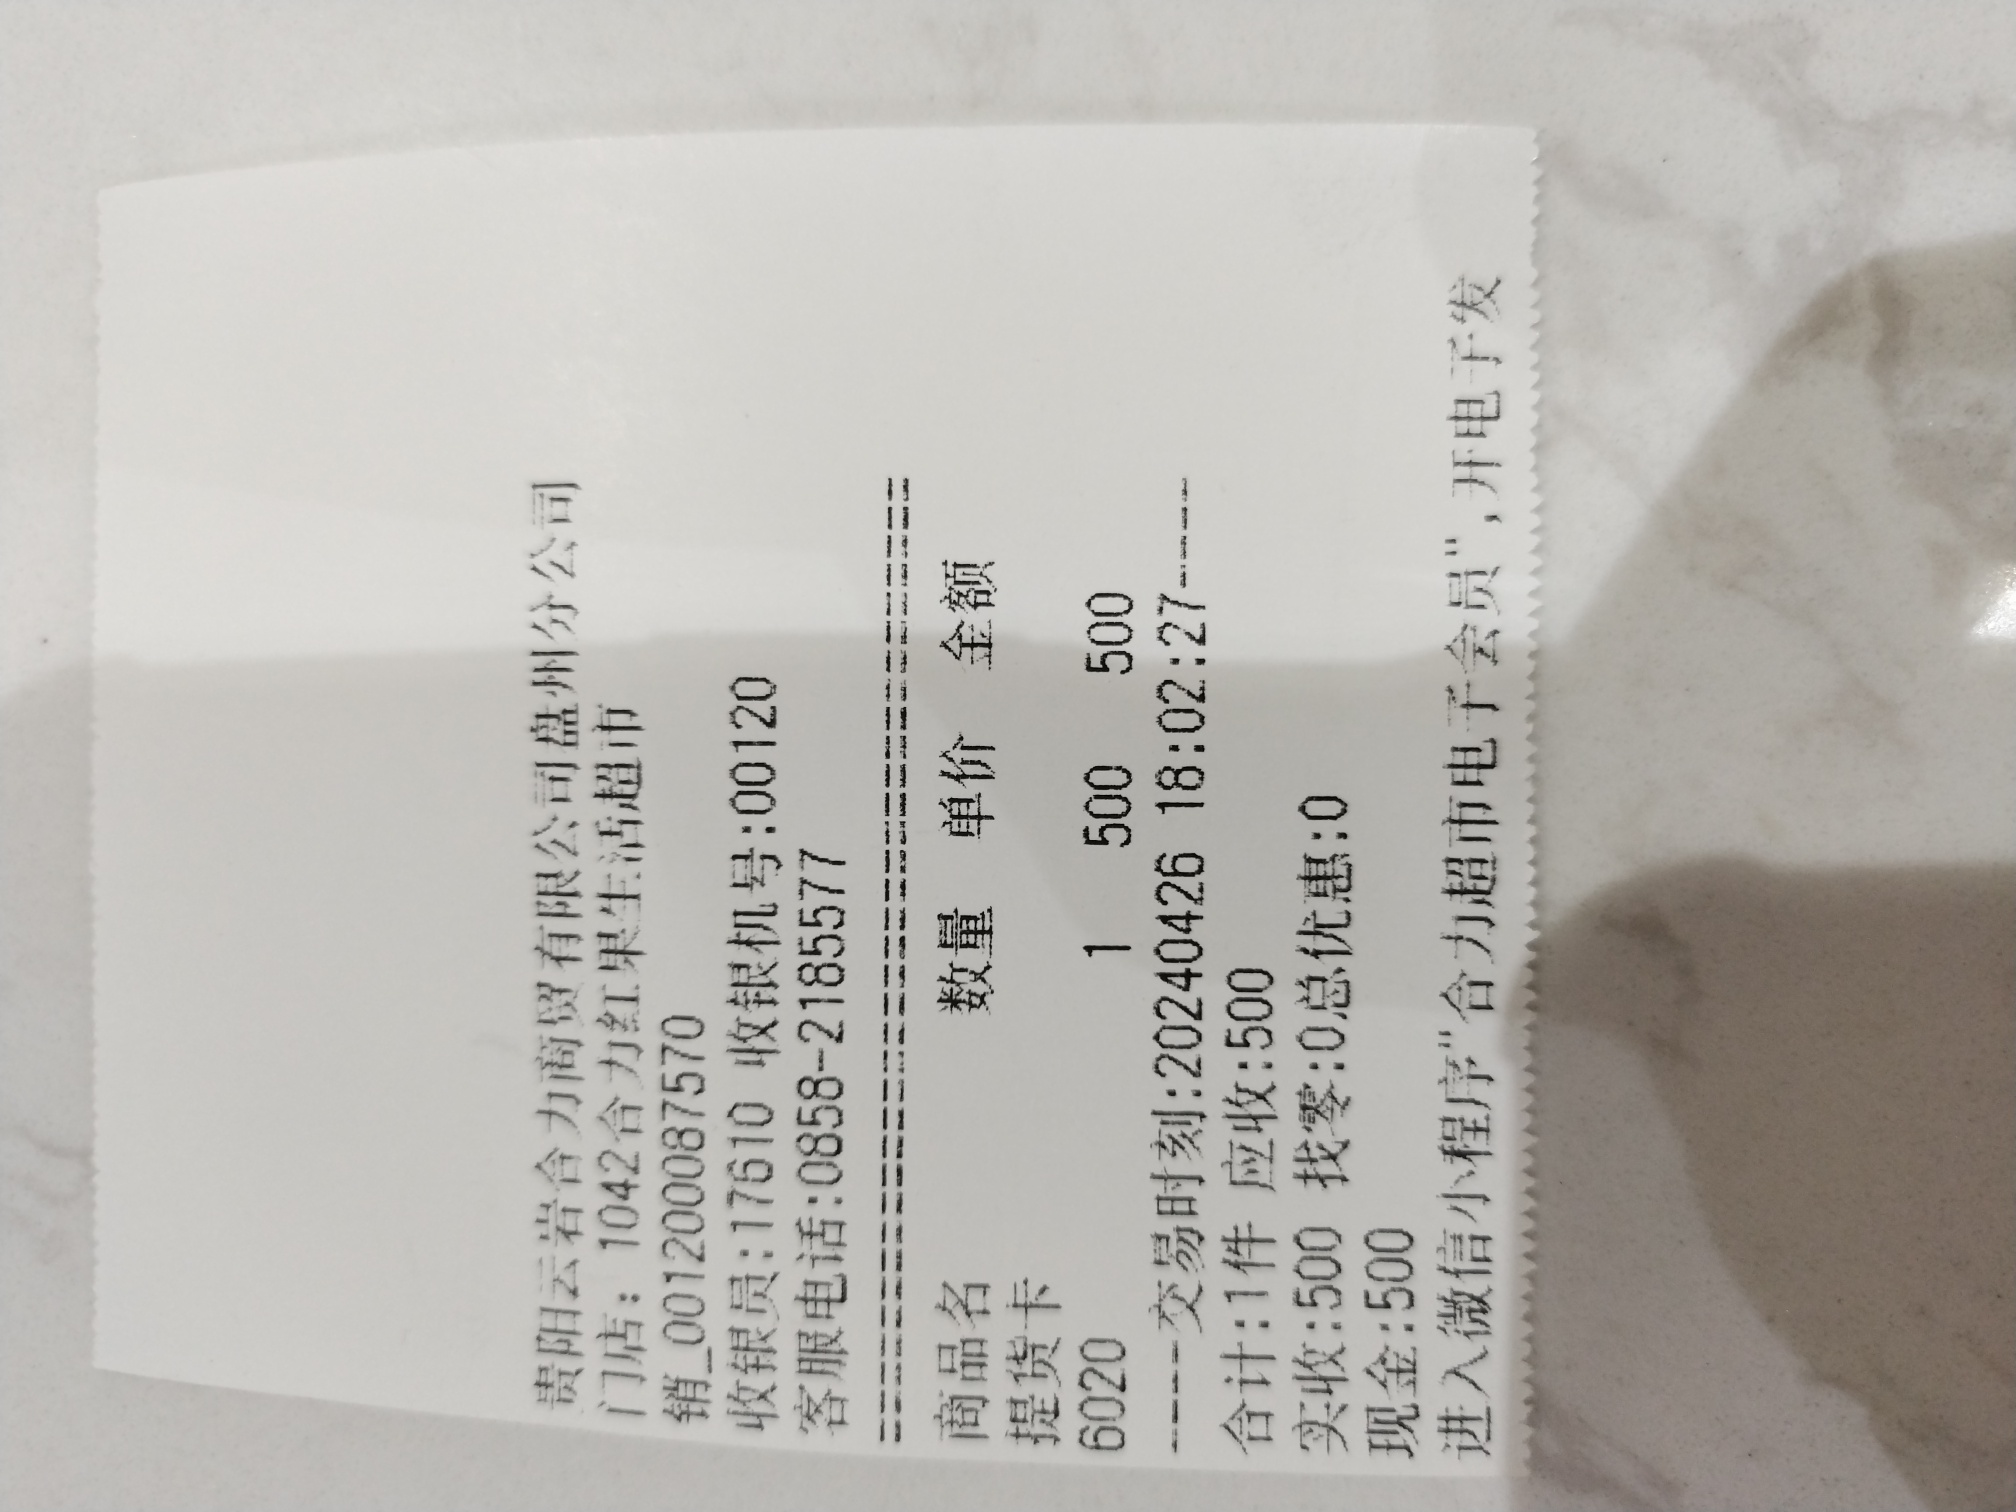 贵阳云岩合力商贸有限公司盘州分公司
门店：1042合力红果生活超市
销_001200087570
收银员:17610 收银机号:00120
客服电话:0858-2185577
================================
商品名 数量 单价 金额
提货卡
6020 1 500 500
-----交易时刻:20240426 18:02:27-----
合计:1件 应收:500
实收:500 找零:0总优惠:0
现金:500
进入微信小程序"合力超市电子会员",开电子发